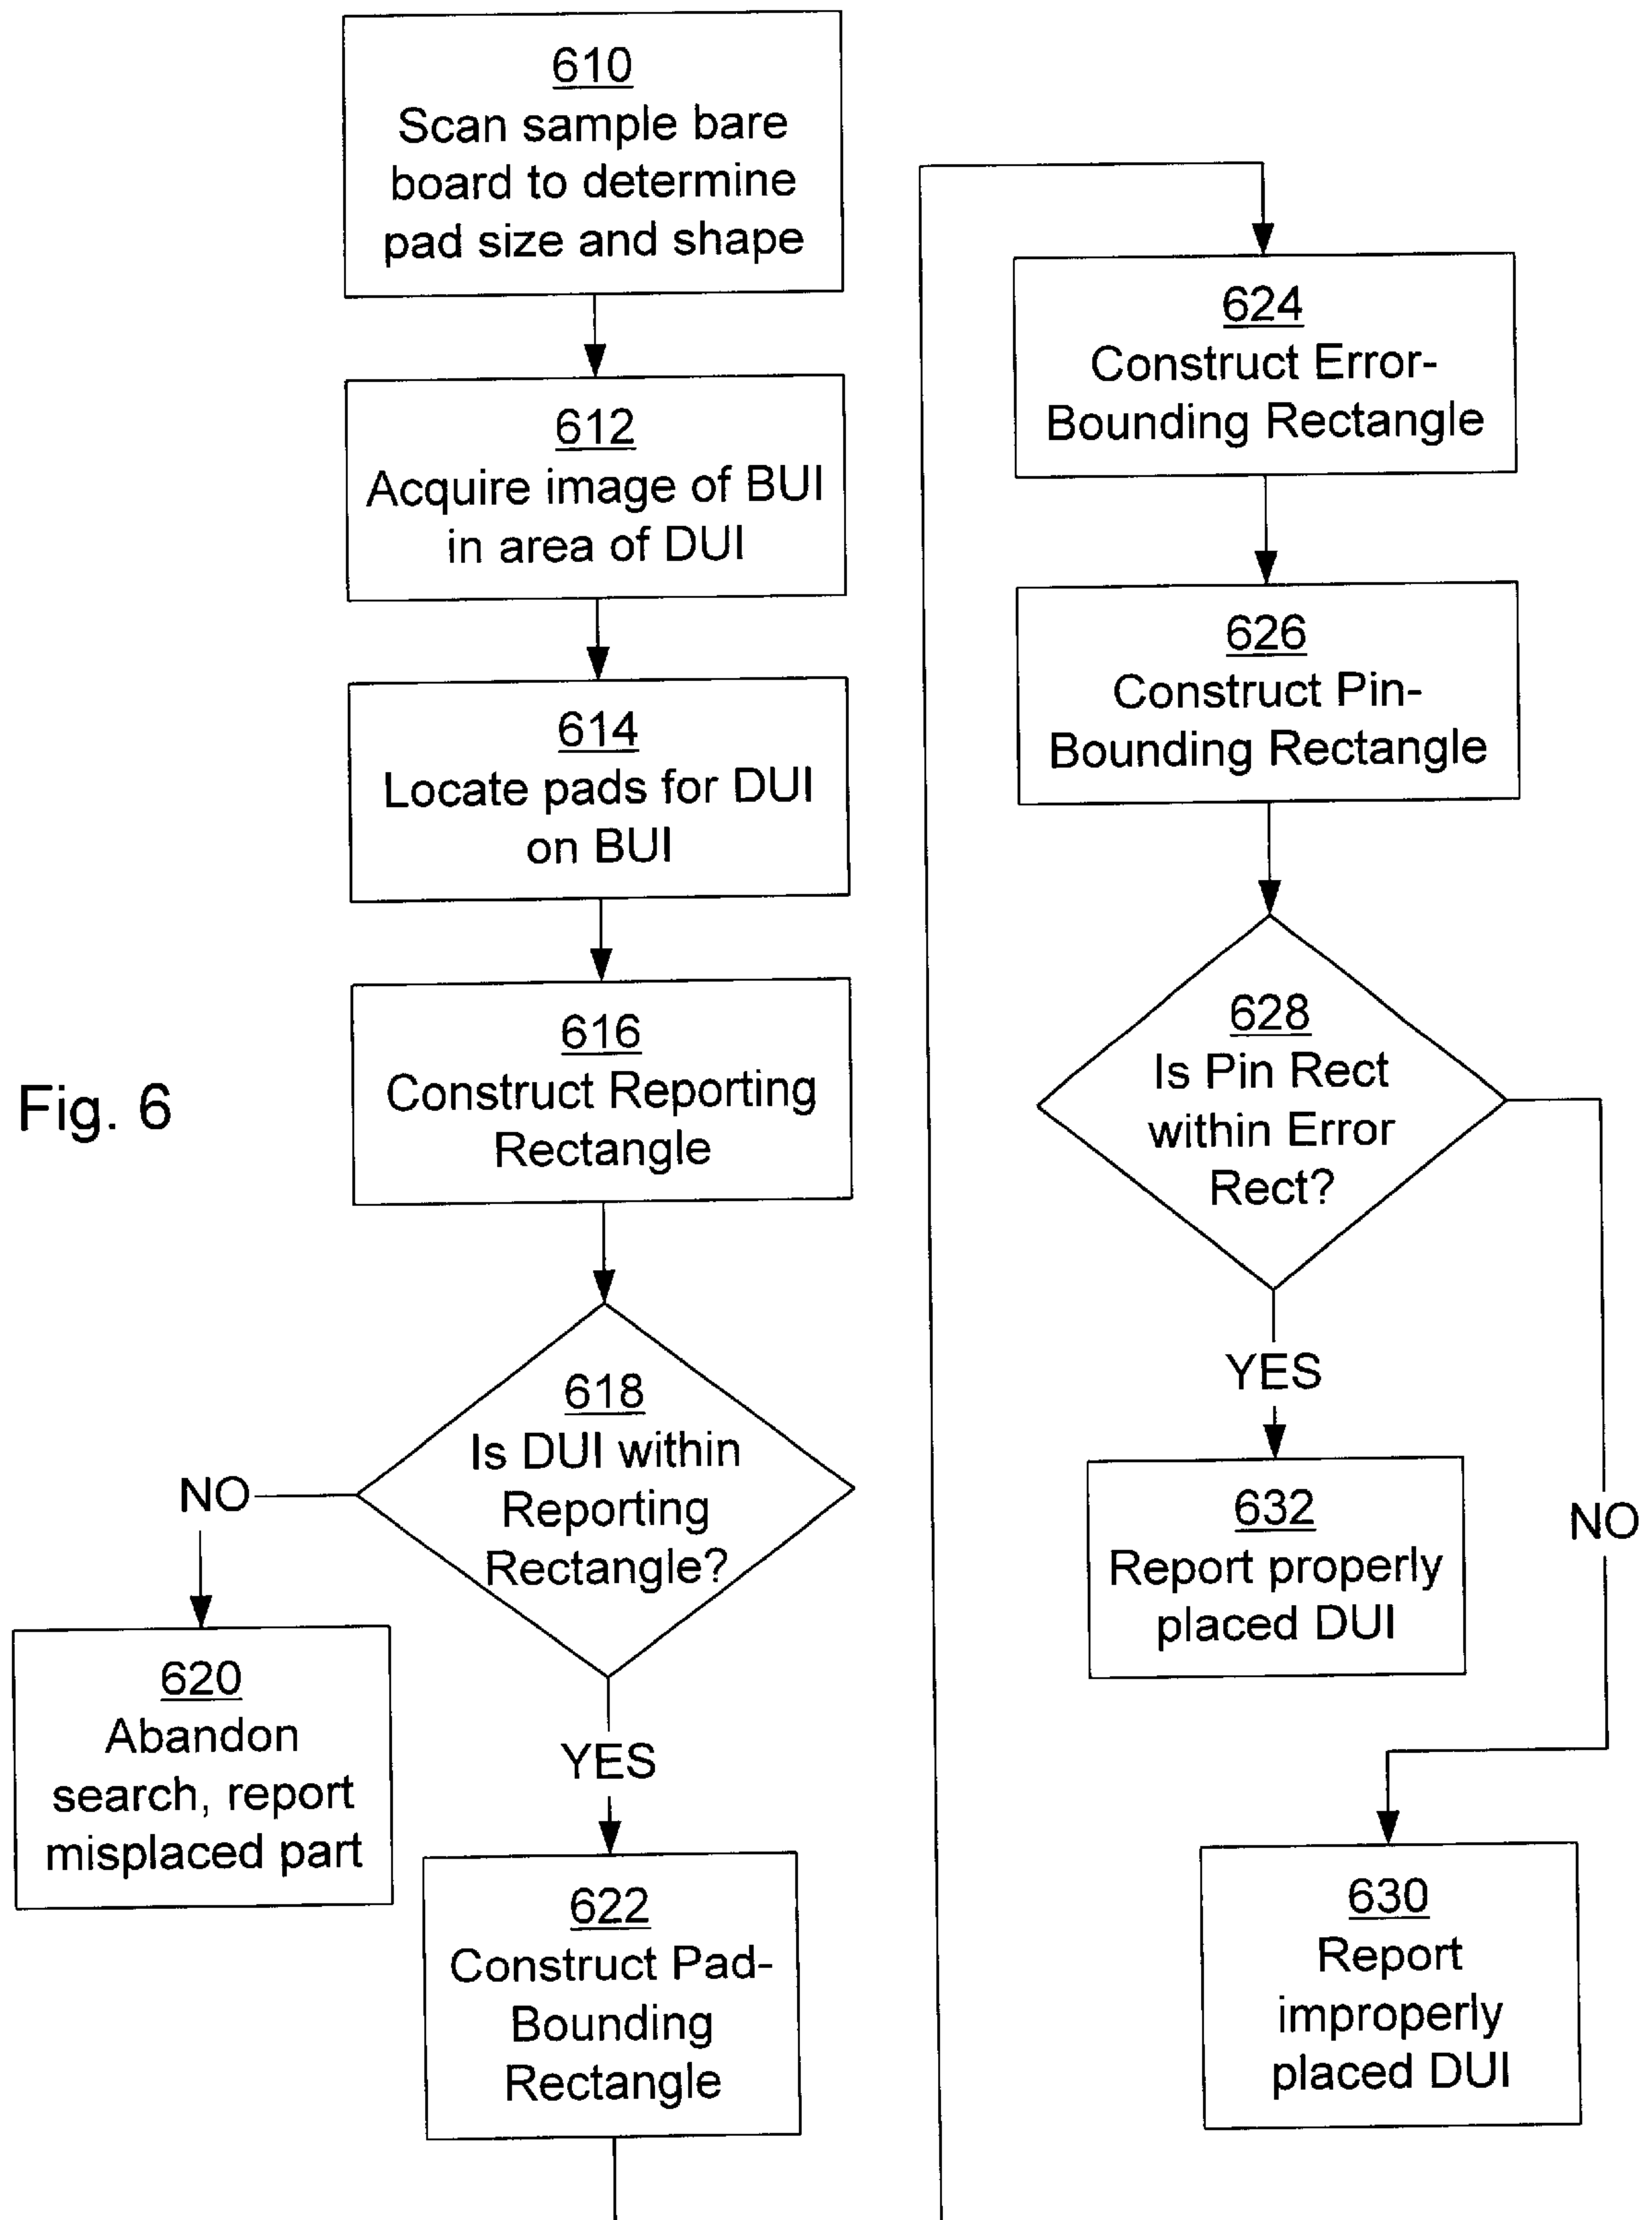 610
Scan sample bare
board to determine
pad size and shape
612
Acquire image of BUI
in area of DUI
614
Locate pads for DUI
on BUI
616
Construct Reporting
Rectangle
Fig. 6
618
Is DUI within
Reporting
Rectangle?
NO
620
Abandon
search, report
misplaced part
YES
622
Construct Pad-
Bounding
Rectangle
624
Construct Error-
Bounding Rectangle
626
Construct Pin-
Bounding Rectangle
628
Is Pin Rect
within Error
Rect?
YES
632
Report properly
placed DUI
NO
630
Report
improperly
placed DUI